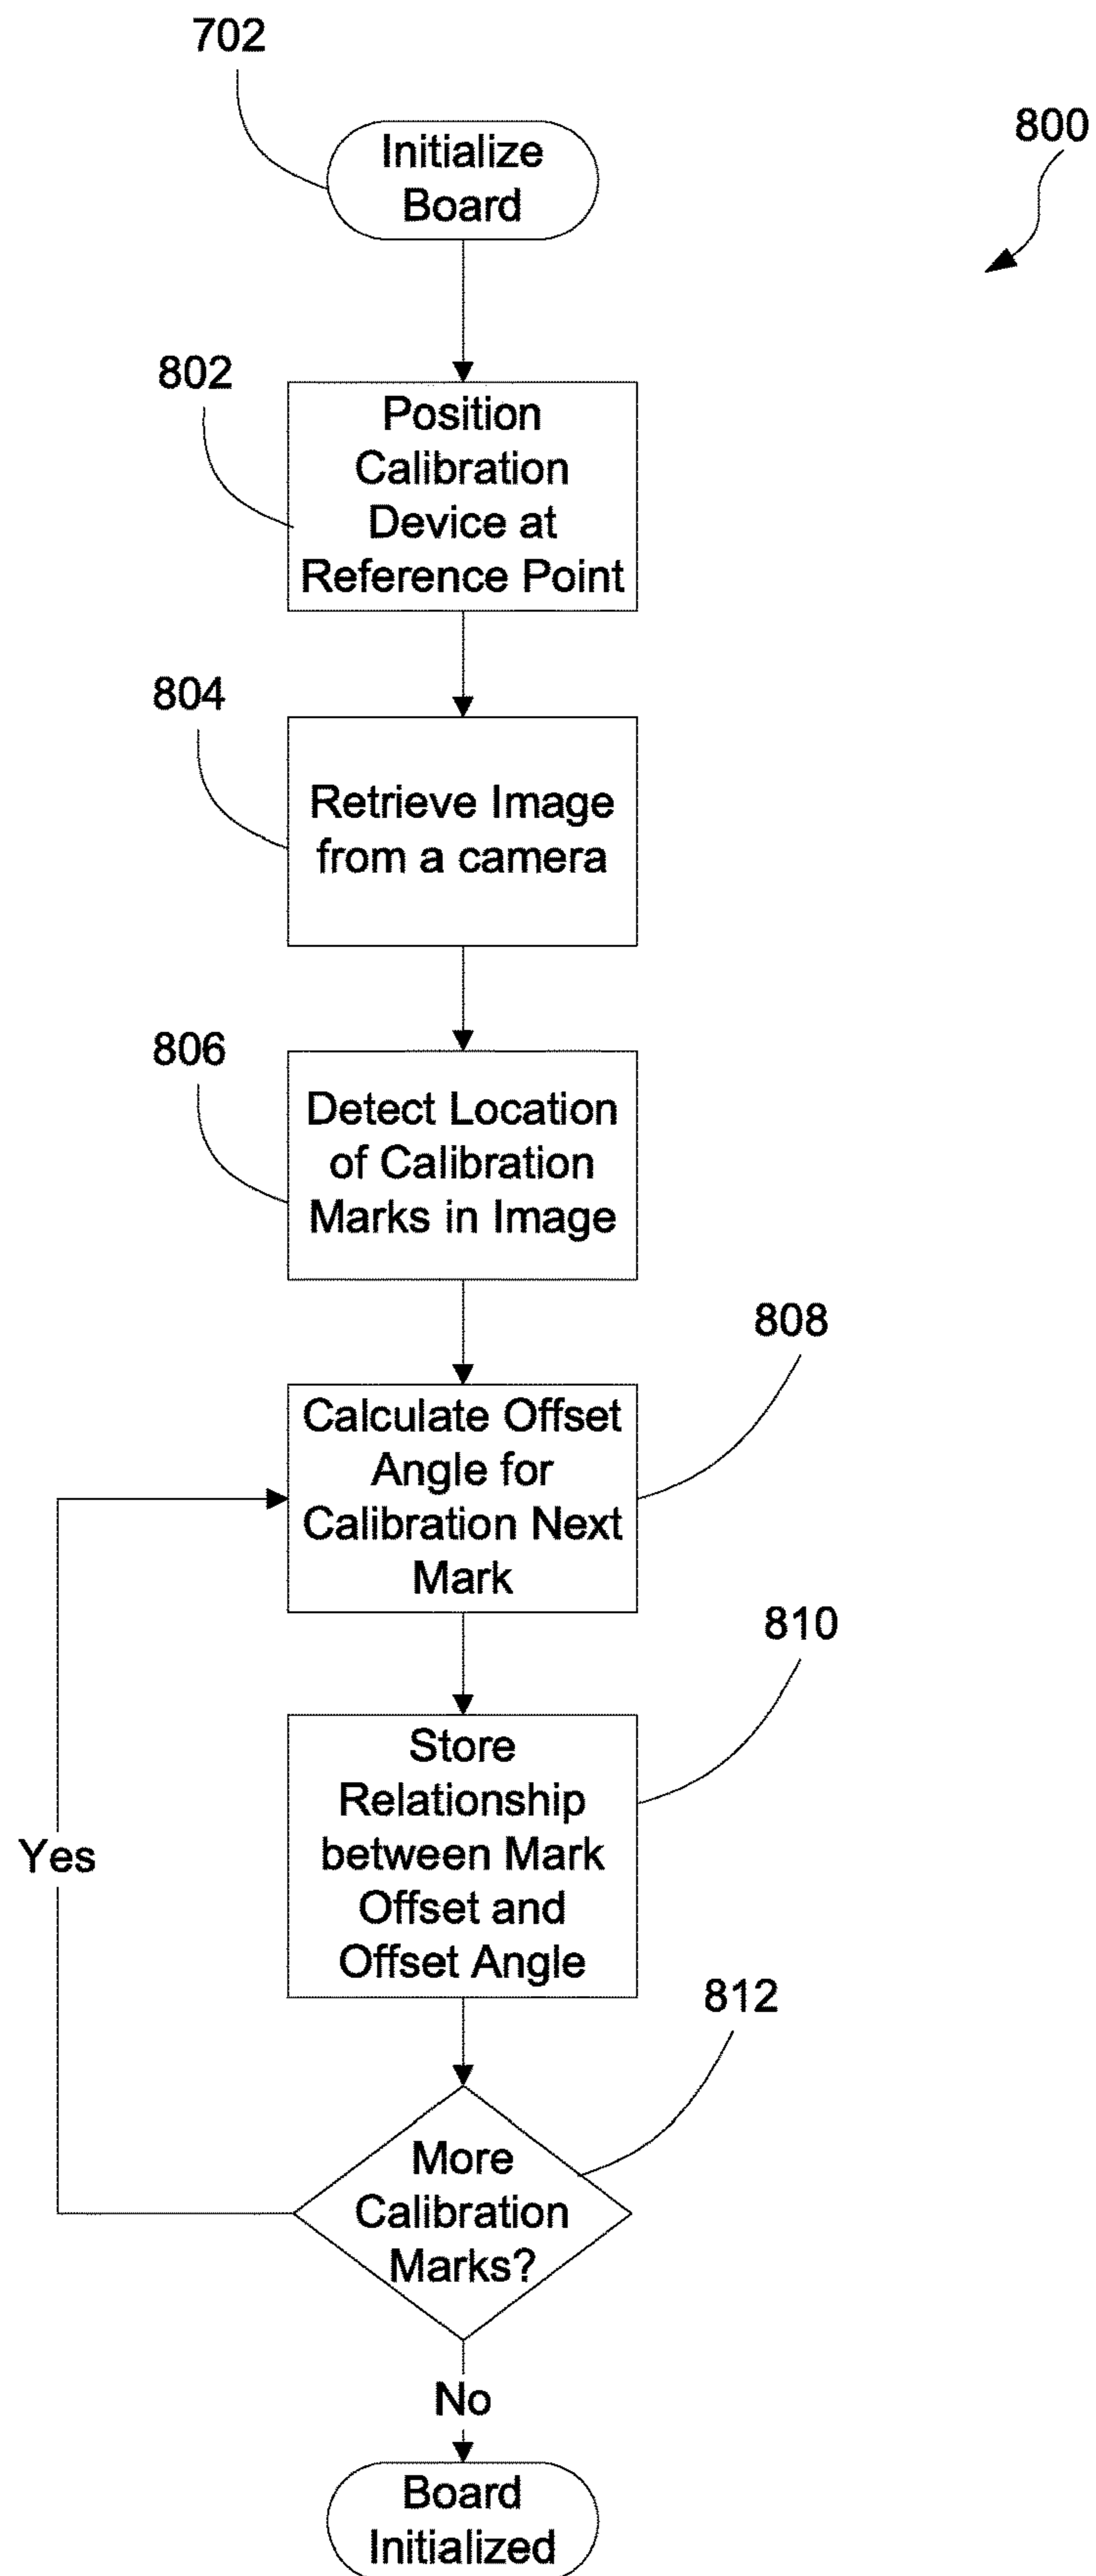 702
800
Initialize
Board
802
Position
Calibration
Device at
Reference Point
804
Retrieve Image
from a camera
806
Detect Location
of Calibration
Marks in Image
808
Calculate Offset
Angle for
Calibration Next
Mark
810
Store
Relationship
between Mark
Offset and
Offset Angle
Yes
812
More
Calibration
Marks?
No
Board
Initialized